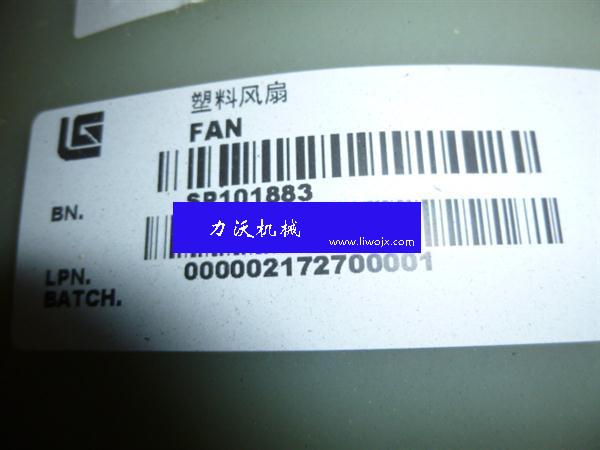 塑料风扇
FAN
BN.
SP101883
力沃机械
www.liwojx.com
LPN.
000002172700001
BATCH.